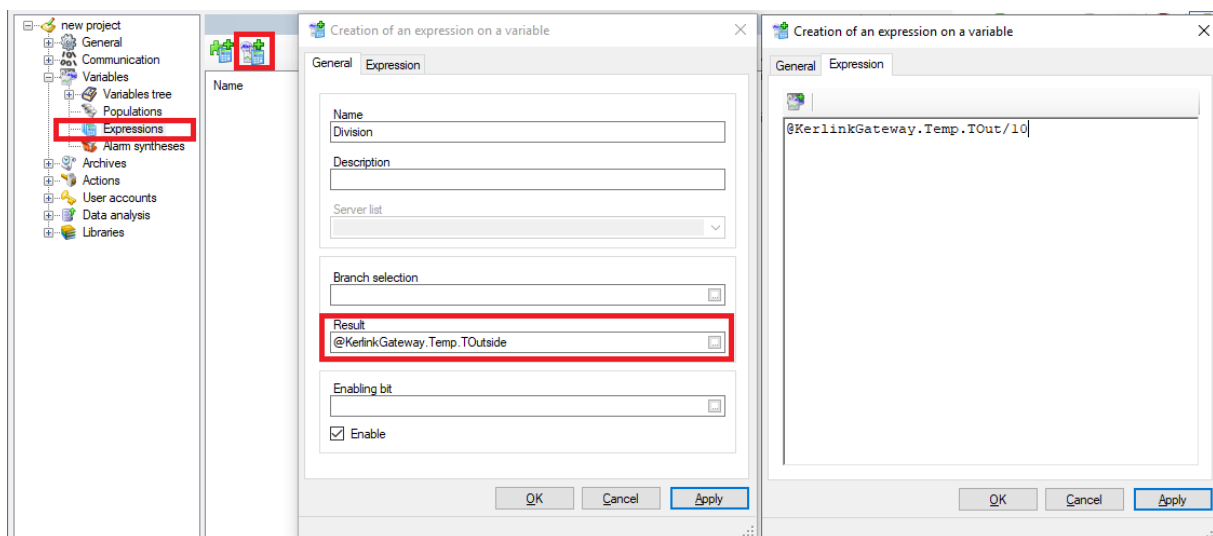 new project
General
Communication
Variables
Variables tree
Populations
Expressions
Alarm syntheses
Archives
Actions
User accounts
Data analysis
Libraries
Name
Creation of an expression on a variable
General Expression
Name
Division
Description
Server list
Branch selection
Result
@KerlinkGateway.Temp.TOutside
Enabling bit
Enable
OK Cancel Apply
Creation of an expression on a variable
General Expression
@KerlinkGateway.Temp.TOut/10
OK Cancel Apply